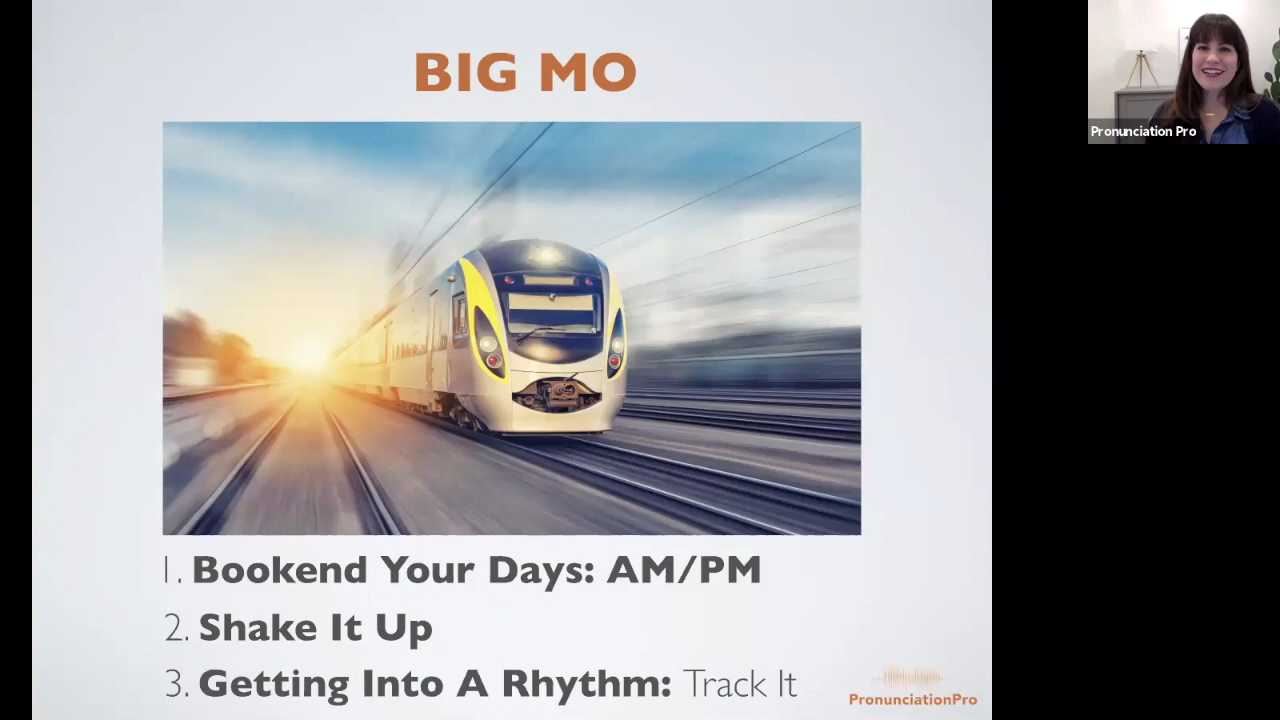 BIG MO
Pronunciation Pro
1. Bookend Your Days: AM/PM
2. Shake It Up
3. Getting Into A Rhythm: Track It
PronunciationPro